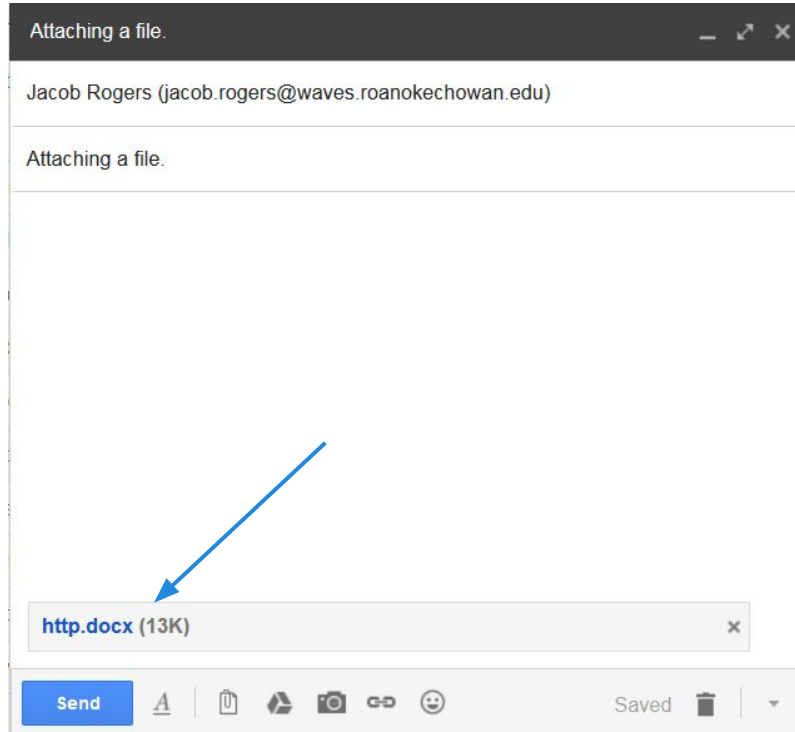 Attaching a file.
Jacob Rogers (jacob.rogers@waves.roanokechowan.edu)
Attaching a file.
http.docx (13K)
Send A Saved